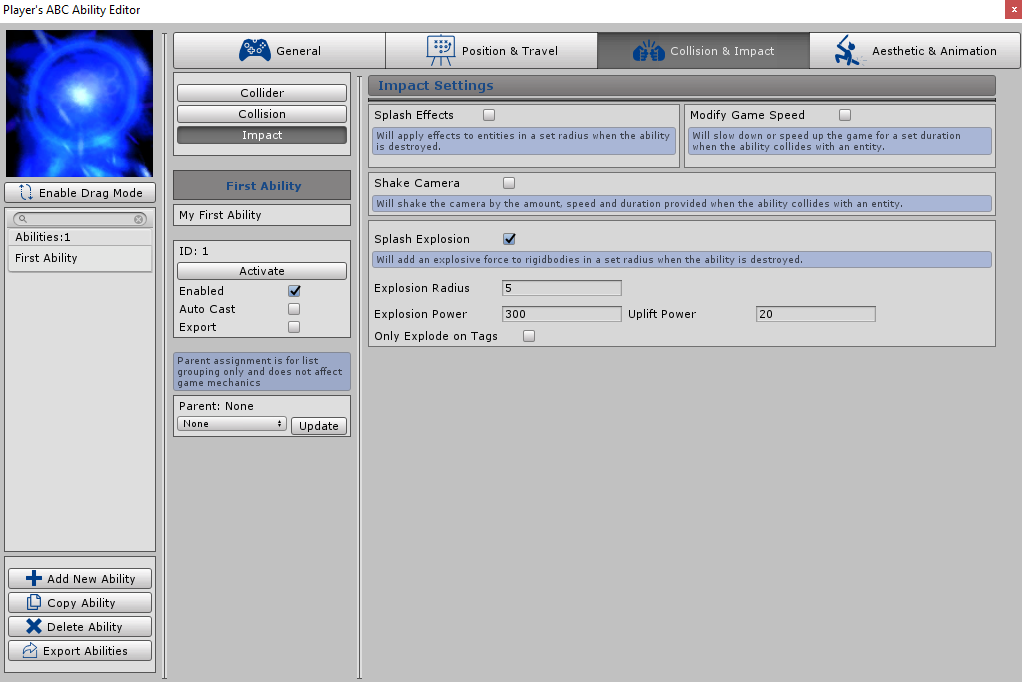 Player's ABC Ability Editor
x
General
Position & Travel
Collision & Impact
Aesthetic & Animation
Enable Drag Mode
Abilities:1
First Ability
Add New Ability
Copy Ability
Delete Ability
Export Abilities
Collider
Collision
Impact
First Ability
My First Ability
ID: 1
Activate
Enabled
Auto Cast
Export
Parent assignment is for list
grouping only and does not affect
game mechanics
Parent: None
None
Update
Impact Settings
Splash Effects
Will apply effects to entities in a set radius when the ability
is destroyed.
Modify Game Speed
Will slow down or speed up the game for a set duration
when the ability collides with an entity.
Shake Camera
Will shake the camera by the amount, speed and duration provided when the ability collides with an entity.
Splash Explosion
Will add an explosive force to rigidbodies in a set radius when the ability is destroyed.
Explosion Radius 5
Explosion Power 300 Uplift Power 20
Only Explode on Tags